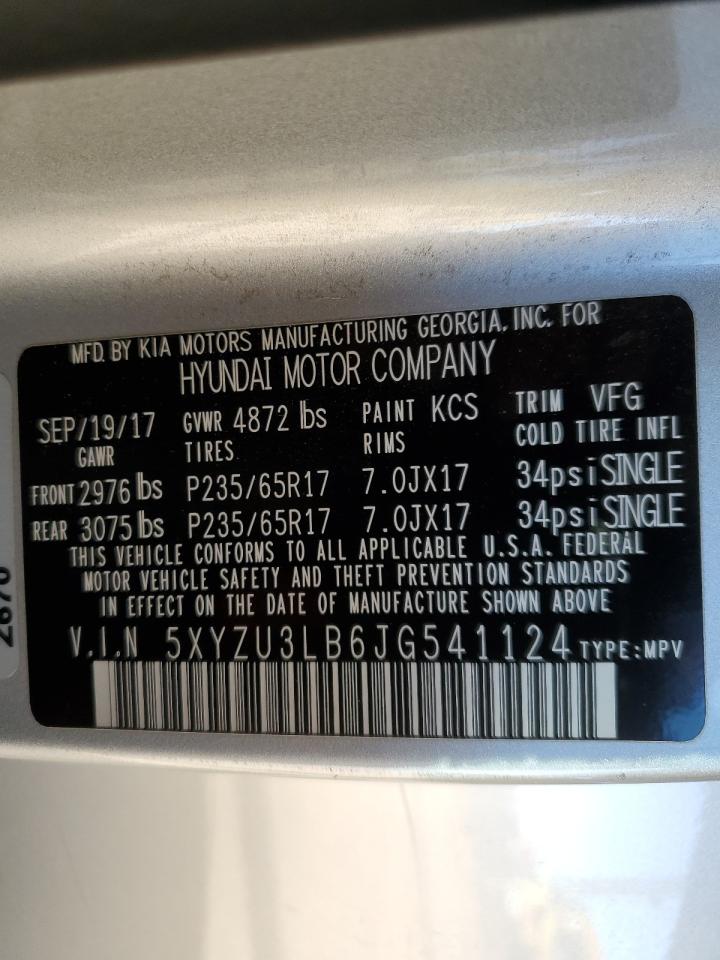 MFD. BY KIA MOTORS MANUFACTURING GEORGIA, INC. FOR
HYUNDAI MOTOR COMPANY
SEP/19/17 GVWR 4872 lbs PAINT KCS TRIM VFG
GAWR TIRES RIMS COLD TIRE INFL
FRONT 2976 lbs P235/65R17 7.0JX17 34psi SINGLE
REAR 3075 lbs P235/65R17 7.0JX17 34psi SINGLE
THIS VEHICLE CONFORMS TO ALL APPLICABLE U.S.A. FEDERAL
MOTOR VEHICLE SAFETY AND THEFT PREVENTION STANDARDS
IN EFFECT ON THE DATE OF MANUFACTURE SHOWN ABOVE
V.I.N 5XYZU3LB6JG541124 TYPE:MPV